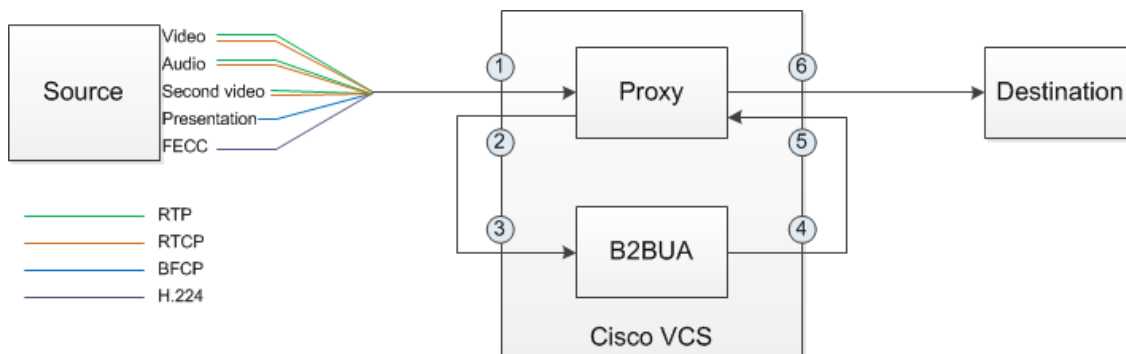 Source
Video
Audio
Second video
Presentation
FECC
1
2
3
Proxy
B2BUA
Cisco VCS
6
5
4
Destination
RTP
RTCP
BFCP
H.224